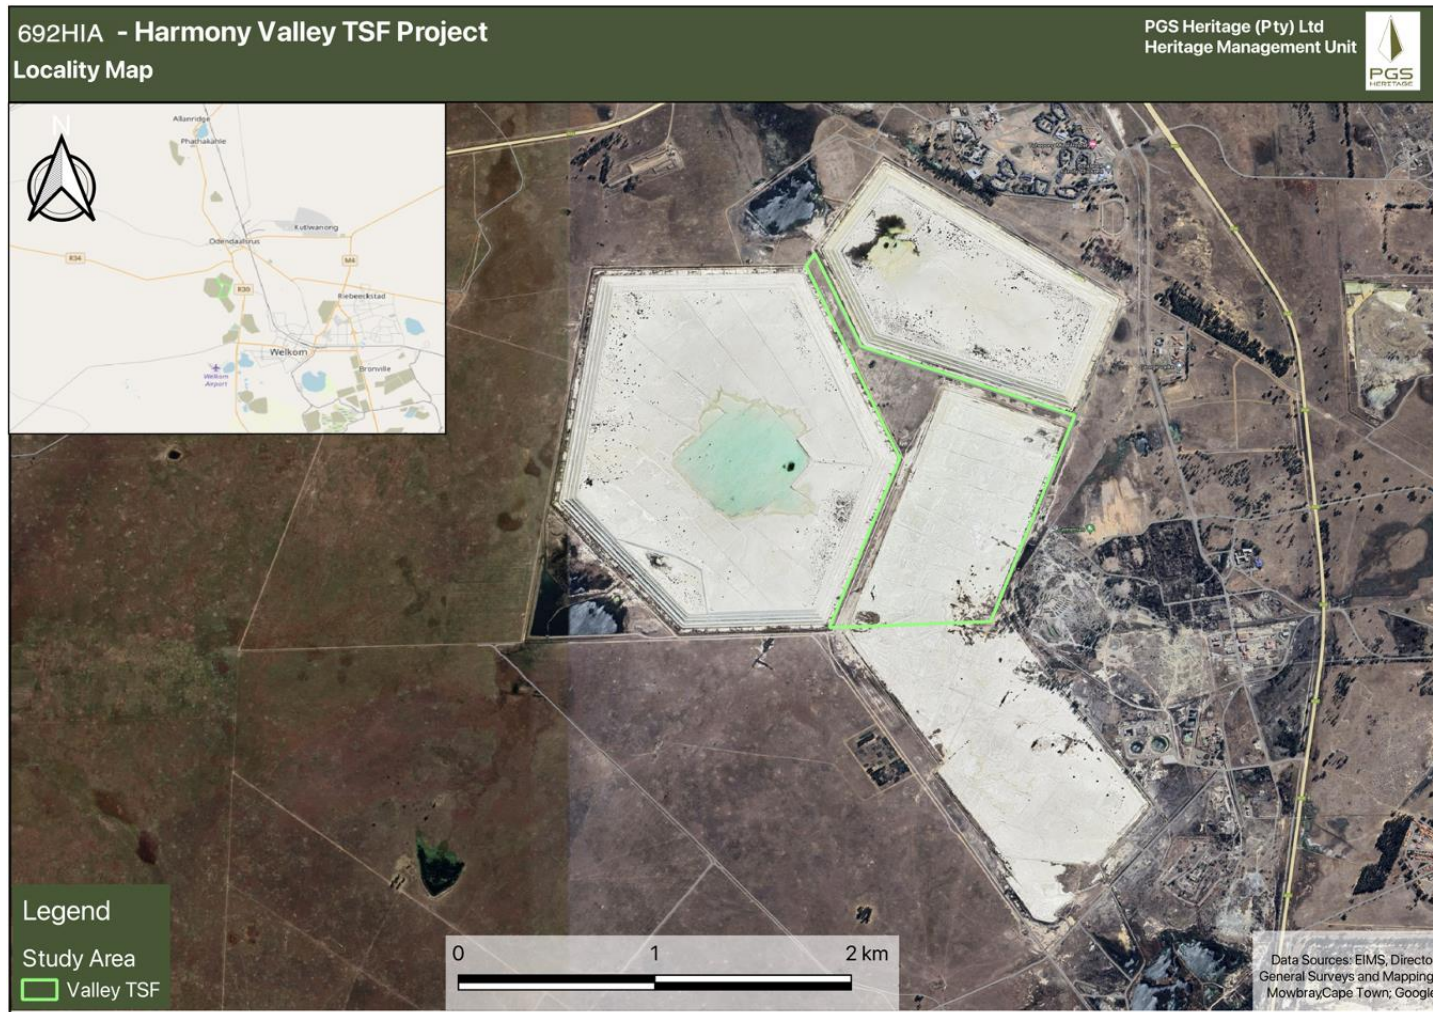 692HIA - Harmony Valley TSF Project
Locality Map
PGS Heritage (Pty) Ltd
Heritage Management Unit
PGS
HERITAGE
N
Allanridge
Phathakahle
Kutlwanong
Odendaalsrus
R34
M4
R30
Riebeeckstad
Welkom
Welkom
Airport
Bronville
Legend
Study Area
Valley TSF
0 1 2 km
Data Sources: EIMS, Directo
General Surveys and Mapping
Mowbray,Cape Town; Google